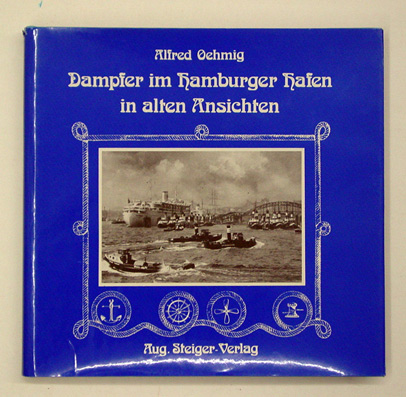 Alfred Oehmig
Dampfer im Hamburger Hafen
in alten Ansichten
Aug. Steiger-Verlag